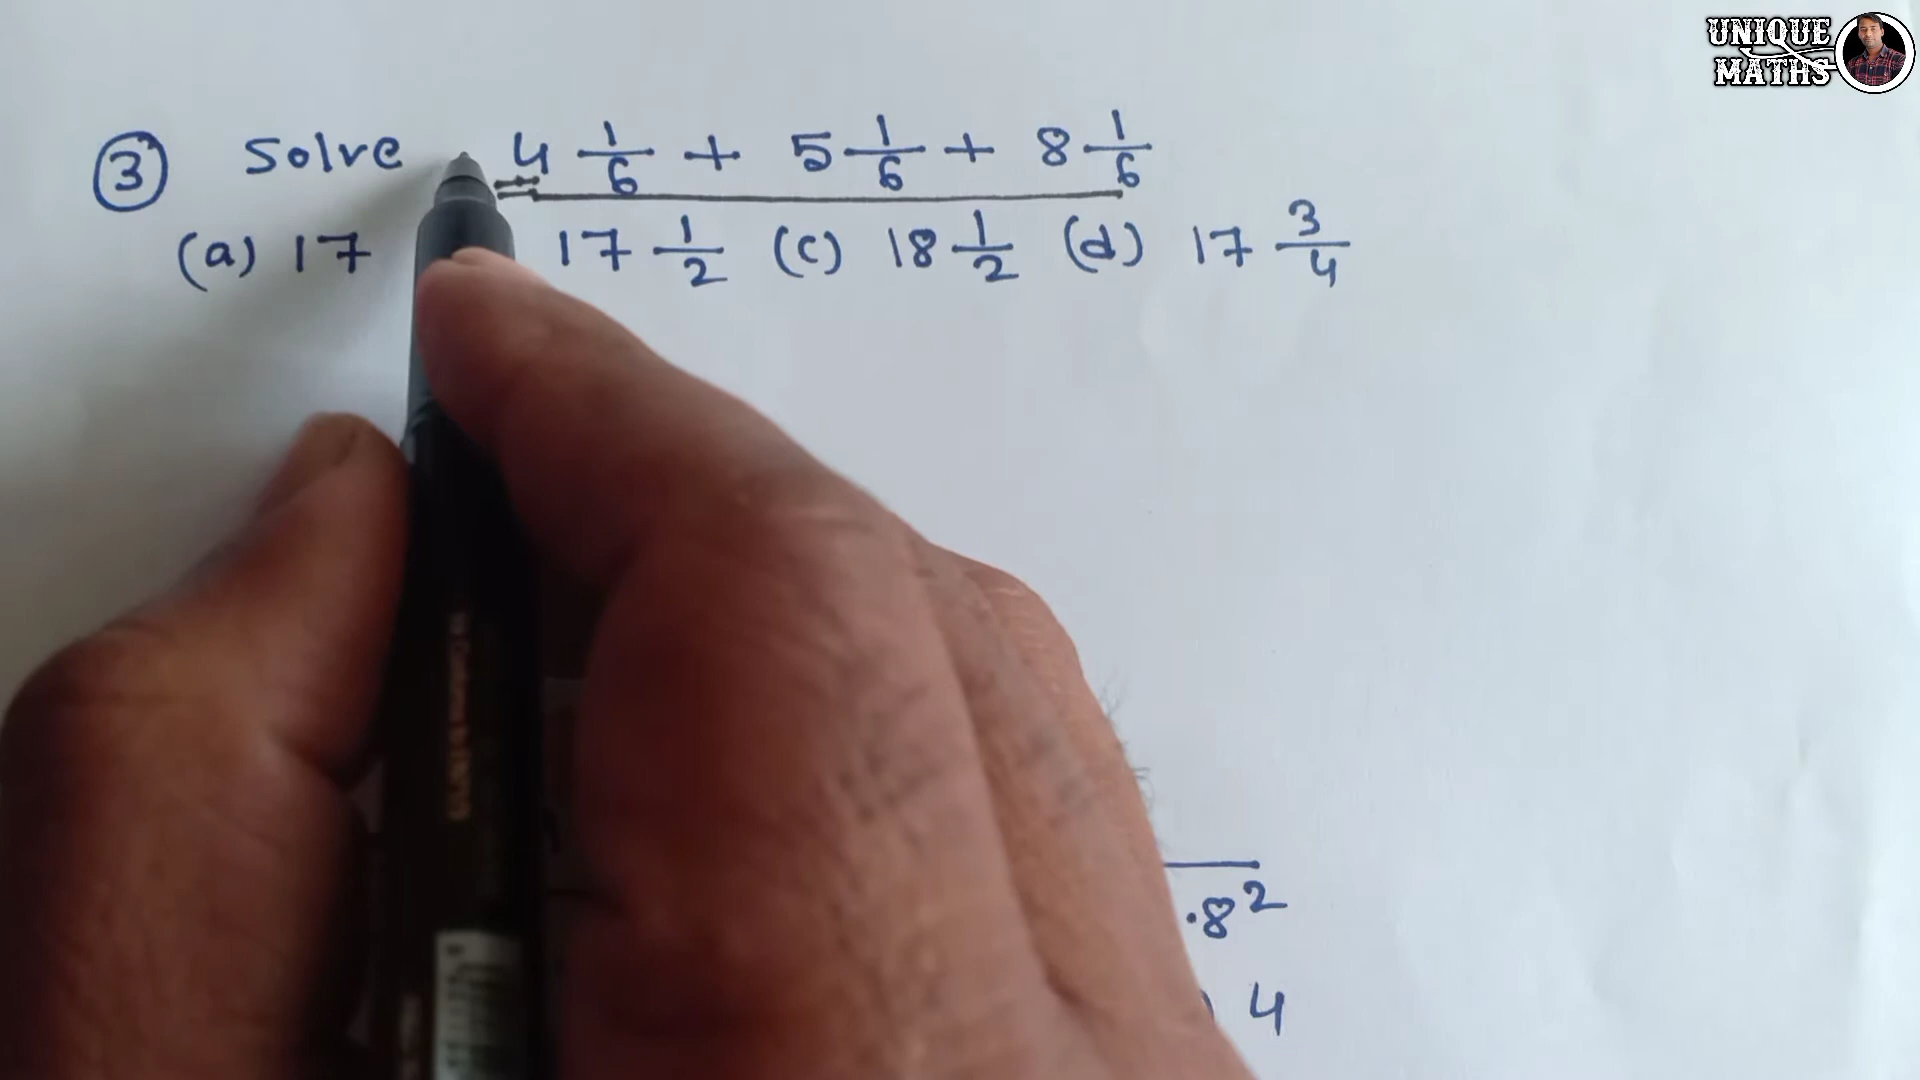 UNIQUE
MATHS
③ Solve 4 1/6 + 5 1/6 + 8 1/6
(a) 17 17 1/2 (c) 18 1/2 (d) 17 3/4
.8²
) 4